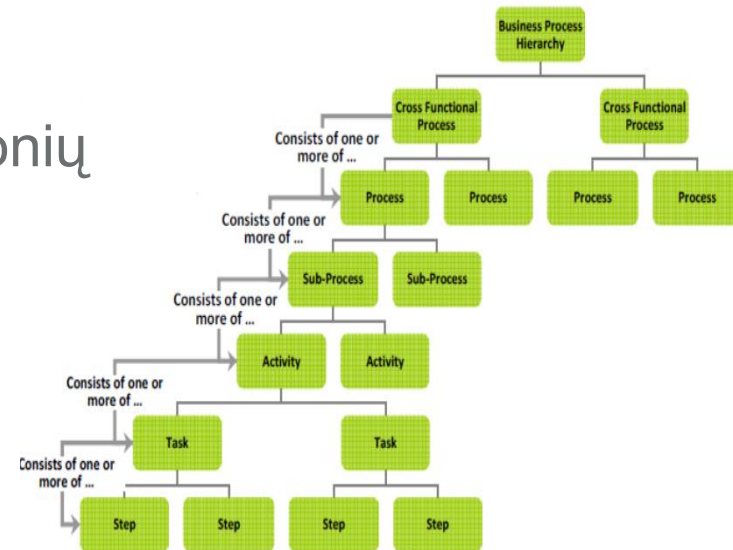 Business Process
Hierarchy
Cross Functional
Process
Cross Functional
Process
onių
Consists of one or
more of ...
Process
Process
Process
Process
Consists of one or
more of ...
Sub-Process
Sub-Process
Consists of one or
more of ...
Activity
Activity
Consists of one or
more of ...
Task
Task
Consists of one or
more of ...
Step
Step
Step
Step